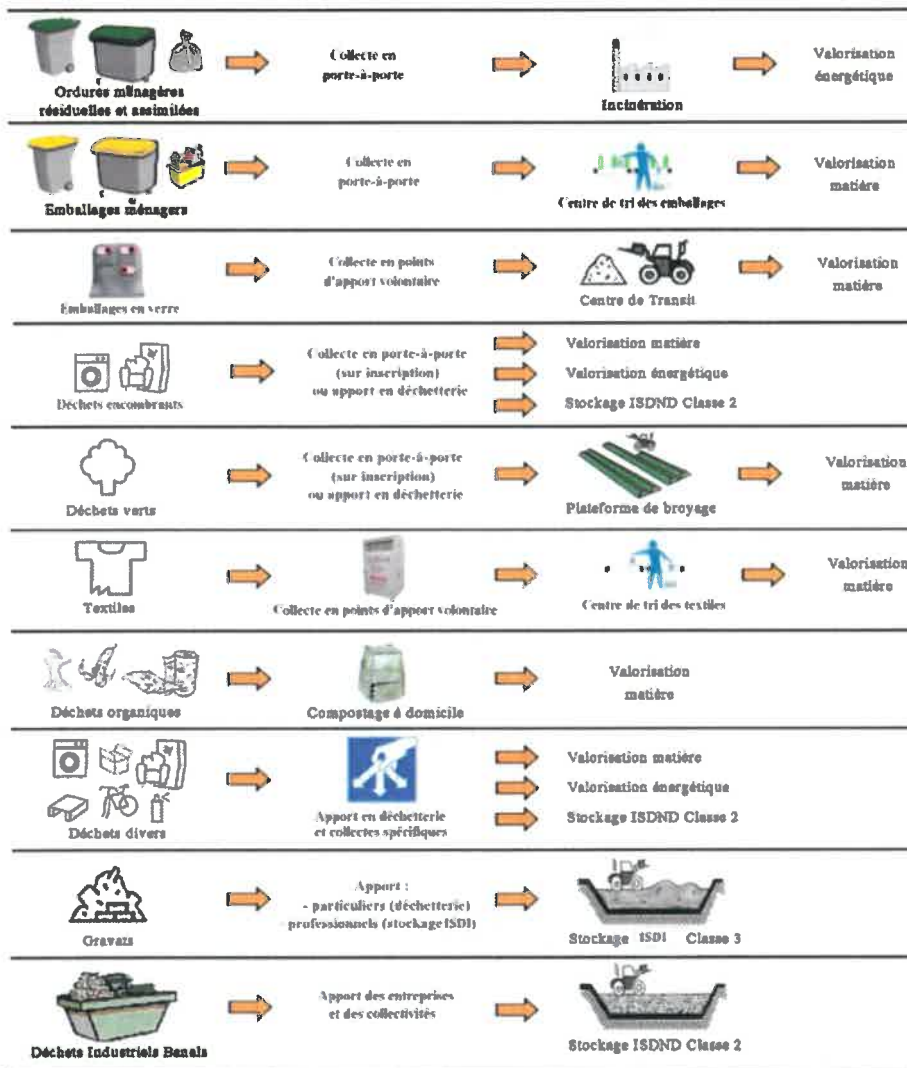 Collecte en
porte-à-porte
Valorisation
énergétique
Ordures ménagères
résiduelles et assimilées
Incinération
Collecte en
porte-à-porte
Valorisation
matière
Emballages ménagers
Centre de tri des emballages
Collecte en points
d'apport volontaire
Valorisation
matière
Emballages en verre
Centre de Transit
Collecte en porte-à-porte
(sur inscription)
ou apport en déchetterie
Valorisation matière
Valorisation énergétique
Stockage ISDND Classe 2
Déchets encombrants
Collecte en porte-à-porte
(sur inscription)
ou apport en déchetterie
Valorisation
matière
Déchets verts
Plateforme de broyage
Valorisation
matière
Textiles
Collecte en points d'apport volontaire
Centre de tri des textiles
Valorisation
matière
Déchets organiques
Compostage à domicile
Valorisation matière
Valorisation énergétique
Stockage ISDND Classe 2
Déchets divers
Apport en déchetterie
et collectes spécifiques
Apport :
- particuliers (déchetterie)
professionnels (stockage ISDI)
Gravats
Stockage ISDI Classe 3
Apport des entreprises
et des collectivités
Déchets Industriels Banals
Stockage ISDND Classe 2